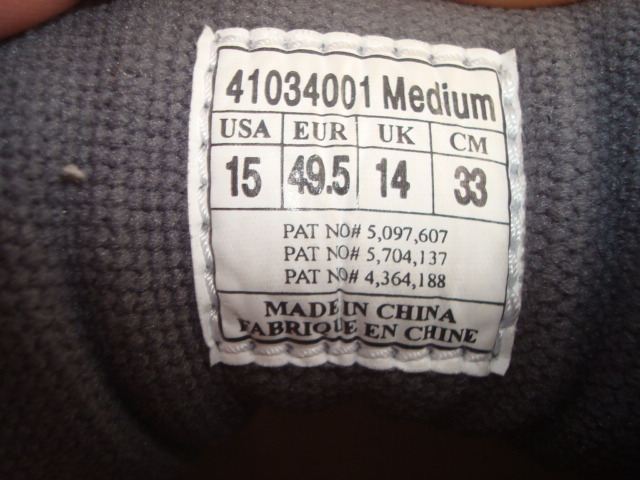 41034001 Medium
USA EUR UK CM
15 49.5 14 33
PAT NO# 5,097,607
PAT NO# 5,704,137
PAT NO# 4,364,188
MADE IN CHINA
FABRIQUE EN CHINE